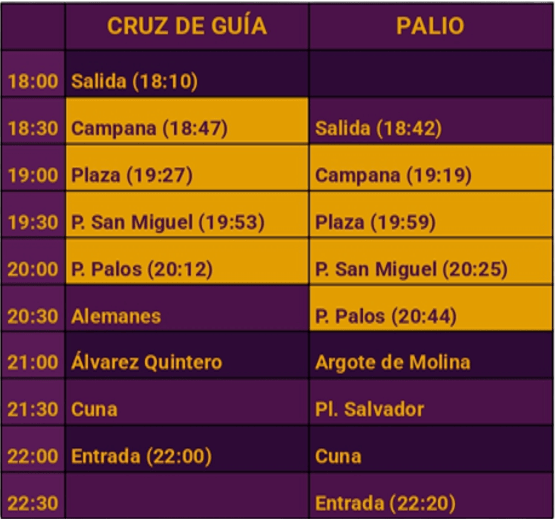 CRUZ DE GUÍA PALIO
18:00 Salida (18:10)
18:30 Campana (18:47) Salida (18:42)
19:00 Plaza (19:27) Campana (19:19)
19:30 P. San Miguel (19:53) Plaza (19:59)
20:00 P. Palos (20:12) P. San Miguel (20:25)
20:30 Alemanes P. Palos (20:44)
21:00 Álvarez Quintero Argote de Molina
21:30 Cuna Pl. Salvador
22:00 Entrada (22:00) Cuna
22:30 Entrada (22:20)